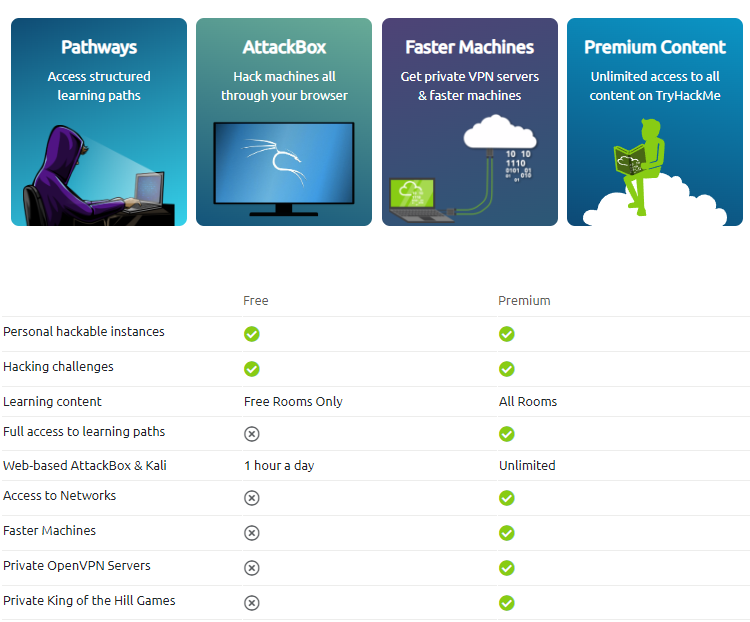 Pathways
Access structured
learning paths
AttackBox
Hack machines all
through your browser
Faster Machines
Get private VPN servers
& faster machines
10 10
1110
0101 01
01 010
01
Premium Content
Unlimited access to all
content on TryHackMe
Free Premium
Personal hackable instances
Hacking challenges
Learning content Free Rooms Only All Rooms
Full access to learning paths
Web-based AttackBox & Kali 1 hour a day Unlimited
Access to Networks
Faster Machines
Private OpenVPN Servers
Private King of the Hill Games